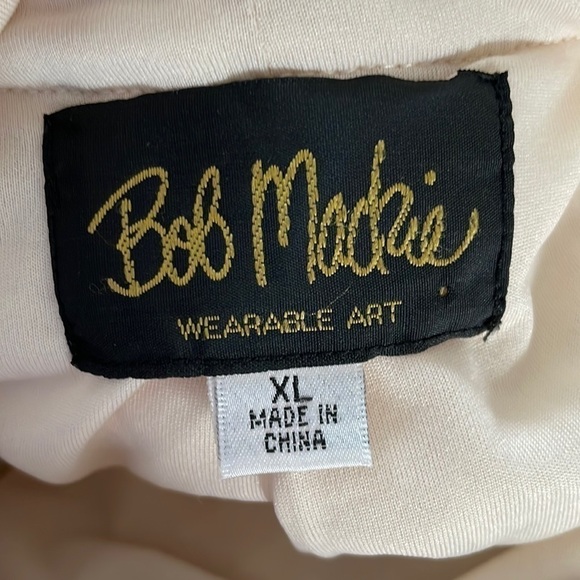 Bob Mackie
WEARABLE ART
XL
MADE IN
CHINA